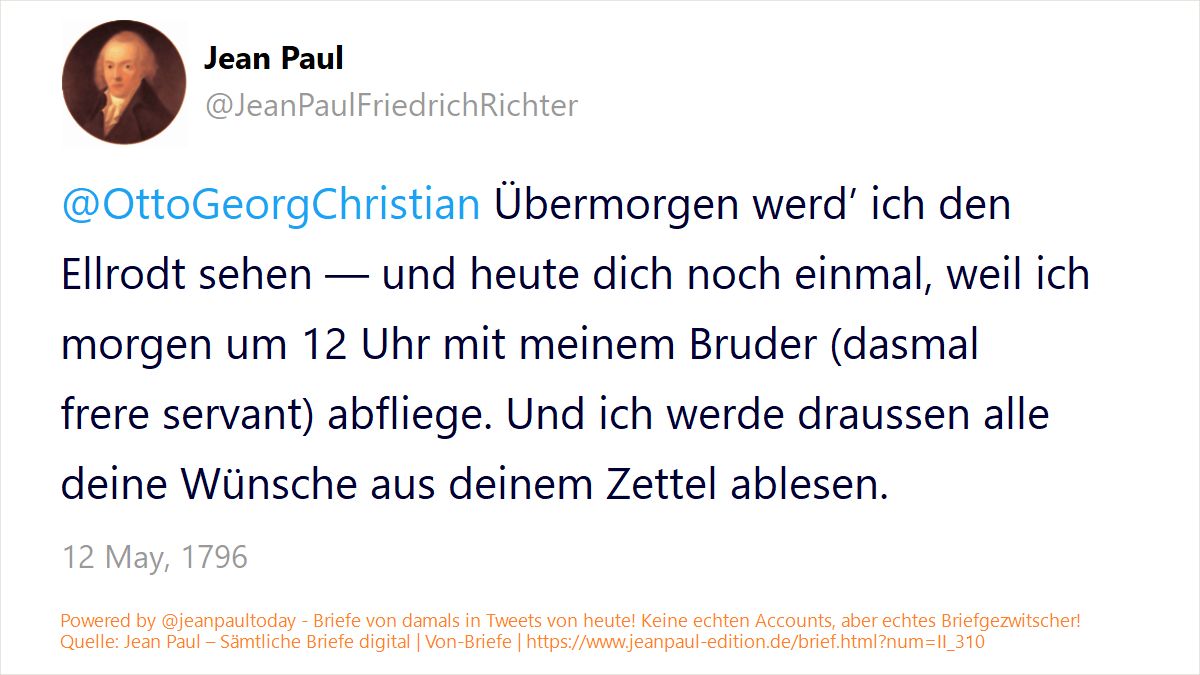 Jean Paul
@JeanPaulFriedrichRichter
@OttoGeorgChristian Übermorgen werd’ ich den
Ellrodt sehen — und heute dich noch einmal, weil ich
morgen um 12 Uhr mit meinem Bruder (dasmal
frere servant) abfliege. Und ich werde draussen alle
deine Wünsche aus deinem Zettel ablesen.
12 May, 1796
Powered by @jeanpaultoday - Briefe von damals in Tweets von heute! Keine echten Accounts, aber echtes Briefgezwitscher!
Quelle: Jean Paul – Sämtliche Briefe digital | Von-Briefe | https://www.jeanpaul-edition.de/brief.html?num=II_310